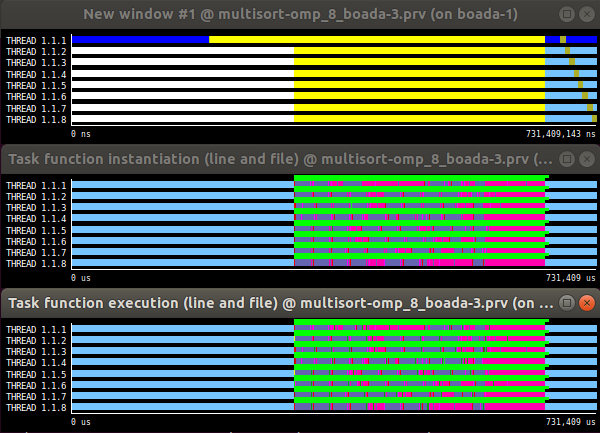 New window #1 @ multisort-omp_8_boada-3.prv (on boada-1)
THREAD 1.1.1
THREAD 1.1.2
THREAD 1.1.3
THREAD 1.1.4
THREAD 1.1.5
THREAD 1.1.6
THREAD 1.1.7
THREAD 1.1.8
0 ns 731,409,143 ns
Task function instantiation (line and file) @ multisort-omp_8_boada-3.prv (...
THREAD 1.1.1
THREAD 1.1.2
THREAD 1.1.3
THREAD 1.1.4
THREAD 1.1.5
THREAD 1.1.6
THREAD 1.1.7
THREAD 1.1.8
0 us 731,409 us
Task function execution (line and file) @ multisort-omp_8_boada-3.prv (on ...
THREAD 1.1.1
THREAD 1.1.2
THREAD 1.1.3
THREAD 1.1.4
THREAD 1.1.5
THREAD 1.1.6
THREAD 1.1.7
THREAD 1.1.8
0 us 731,409 us